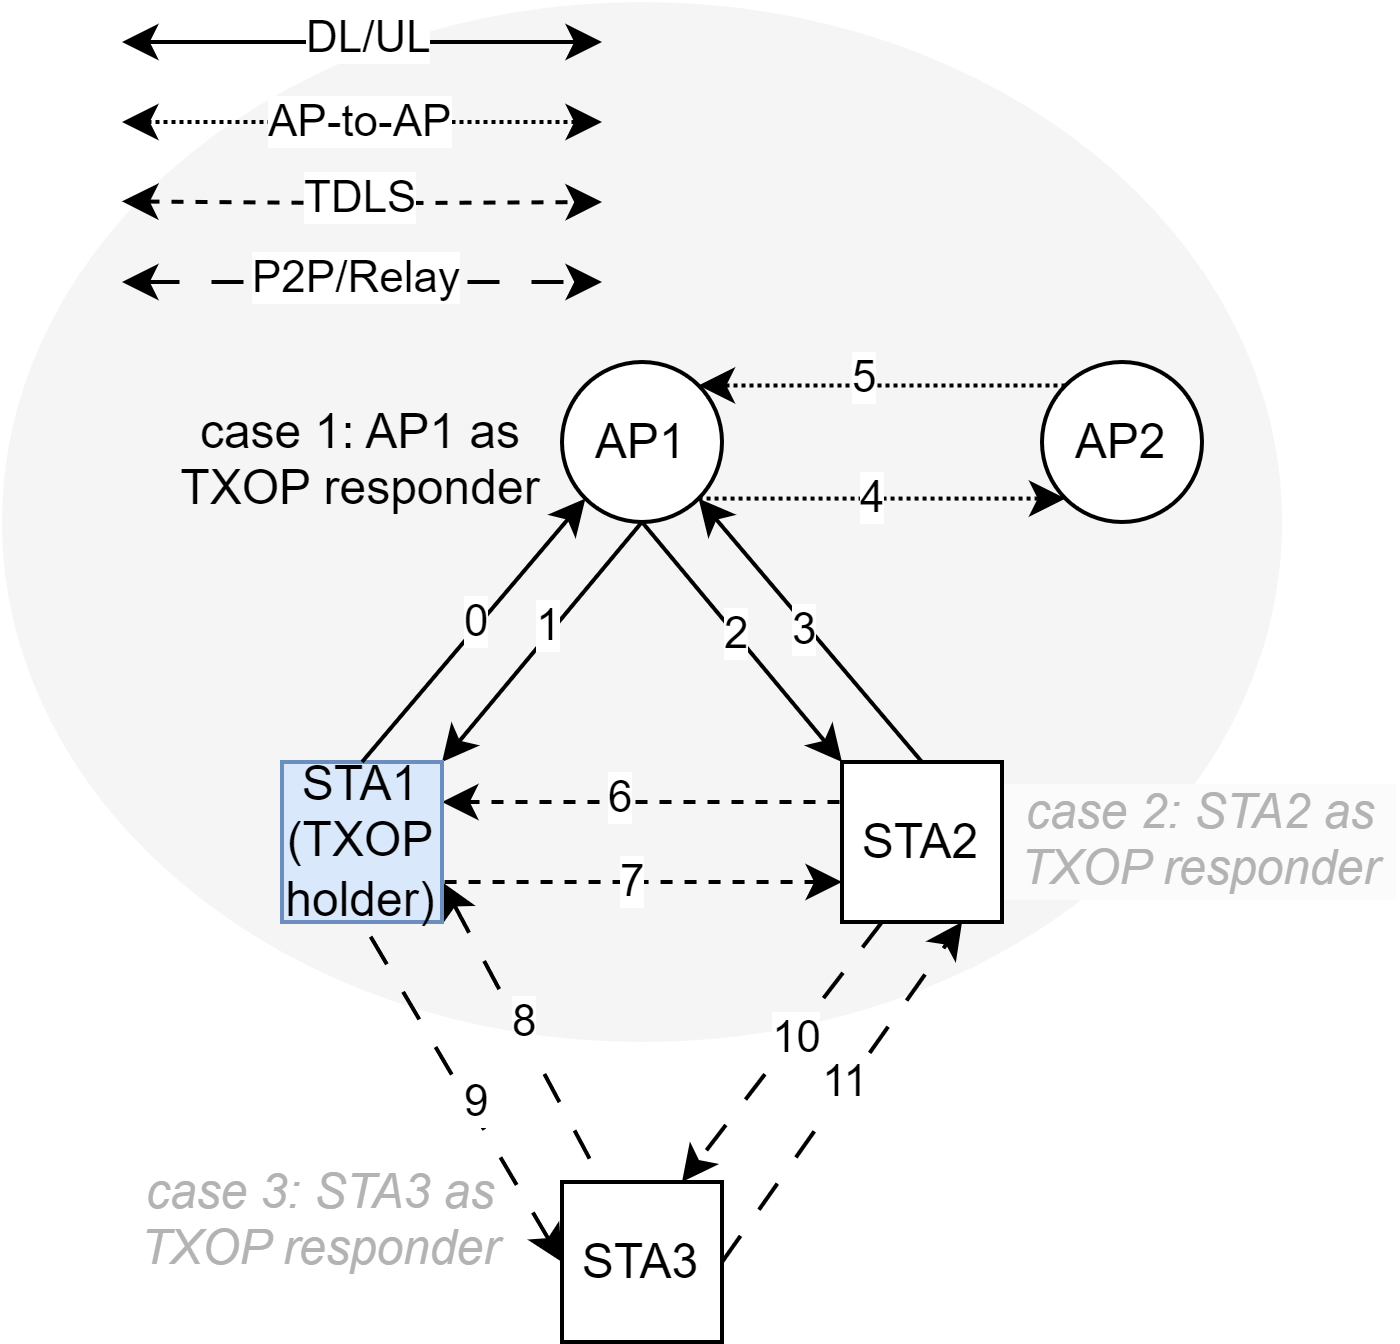 DL/UL
AP-to-AP
TDLS
P2P/Relay
5
case 1: AP1 as
TXOP responder
AP1
AP2
4
0
1
2
3
STA1
(TXOP
holder)
6
7
STA2
case 2: STA2 as
TXOP responder
8
10
9
11
case 3: STA3 as
TXOP responder
STA3